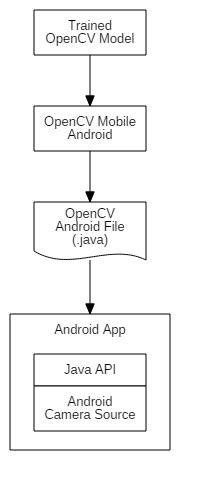 Trained
OpenCV Model
OpenCV Mobile
Android
OpenCV
Android File
(.java)
Android App
Java API
Android
Camera Source